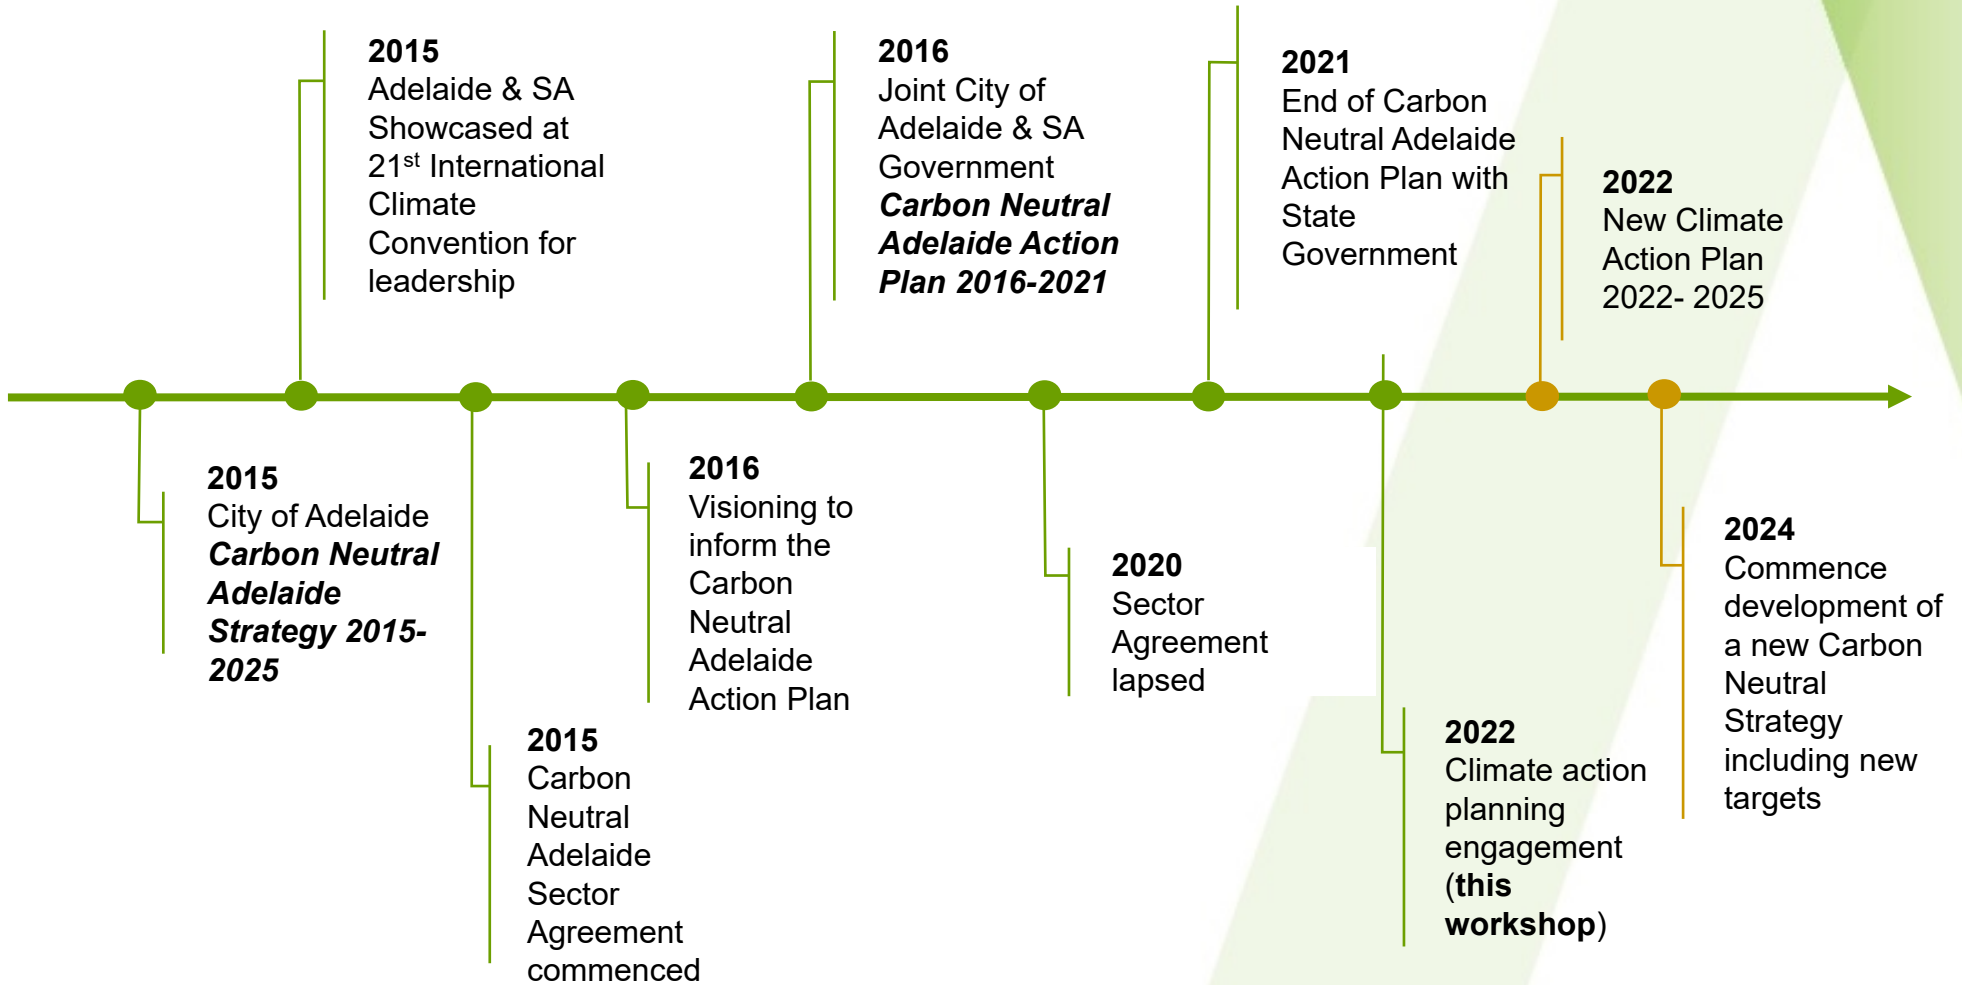 2015
Adelaide & SA
Showcased at
21st International
Climate
Convention for
leadership
2016
Joint City of
Adelaide & SA
Government
Carbon Neutral
Adelaide Action
Plan 2016-2021
2021
End of Carbon
Neutral Adelaide
Action Plan with
State
Government
2022
New Climate
Action Plan
2022- 2025
2015
City of Adelaide
Carbon Neutral
Adelaide
Strategy 2015-
2025
2015
Carbon
Neutral
Adelaide
Sector
Agreement
commenced
2016
Visioning to
inform the
Carbon
Neutral
Adelaide
Action Plan
2020
Sector
Agreement
lapsed
2022
Climate action
planning
engagement
(this
workshop)
2024
Commence
development of
a new Carbon
Neutral
Strategy
including new
targets